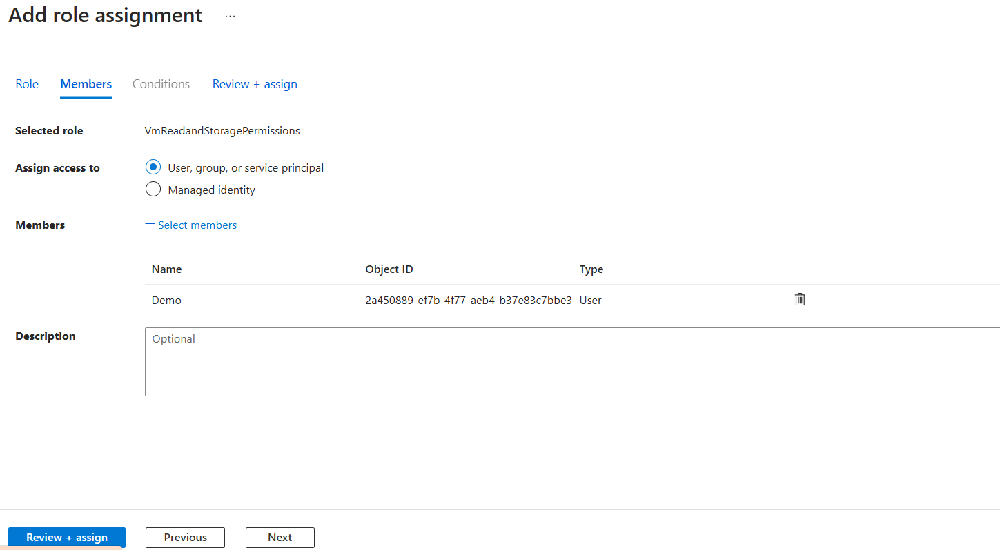 Add role assignment ...
Role Members Conditions Review + assign
Selected role VmReadandStoragePermissions
Assign access to User, group, or service principal
Managed identity
Members + Select members
Name Object ID Type
Demo 2a450889-ef7b-4f77-aeb4-b37e83c7bbe3 User
Description Optional
Review + assign Previous Next